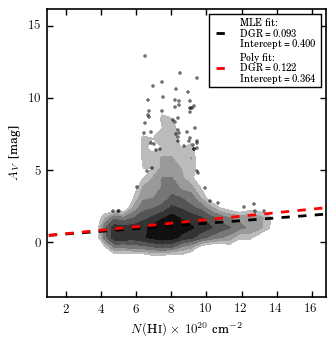 MLE fit:
DGR = 0.093
Intercept = 0.400
Poly fit:
DGR = 0.122
Intercept = 0.364
15
10
5
0
A_V [mag]
2 4 6 8 10 12 14 16
N(HI) × 10^20 cm^−2